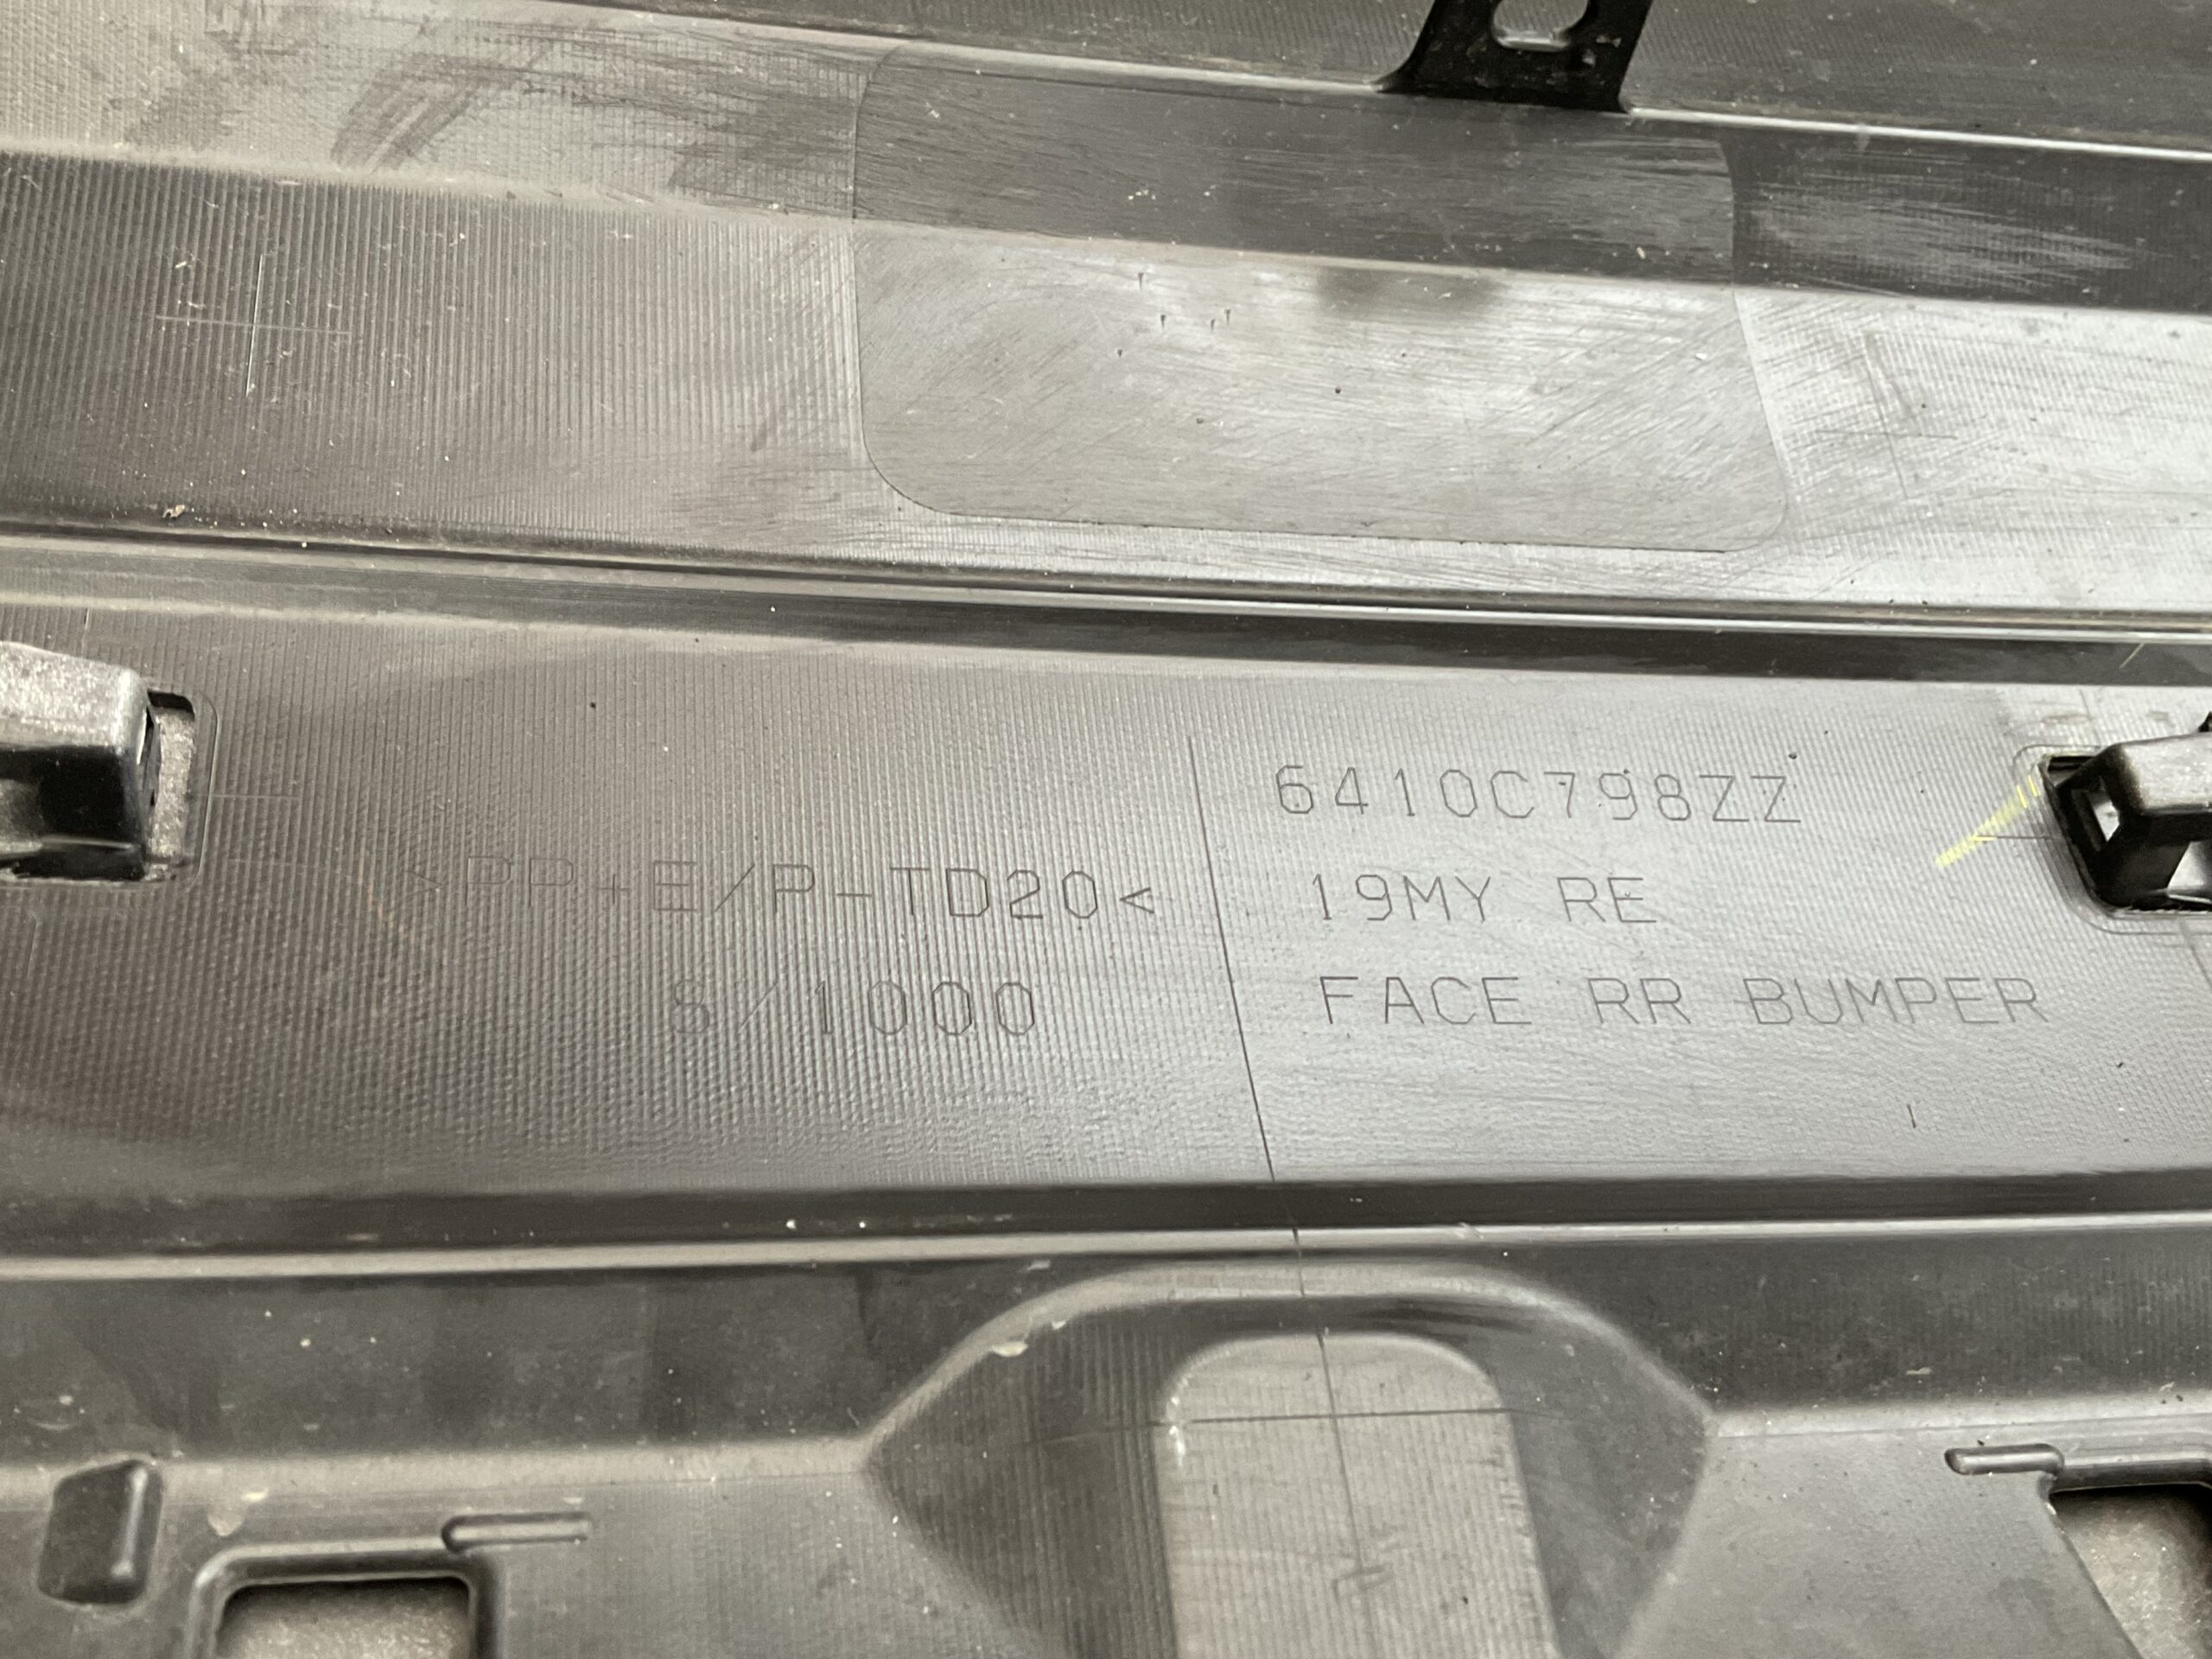 <PP+E/P-TD20<
S/1000
6410C798ZZ
19MY RE
FACE RR BUMPER